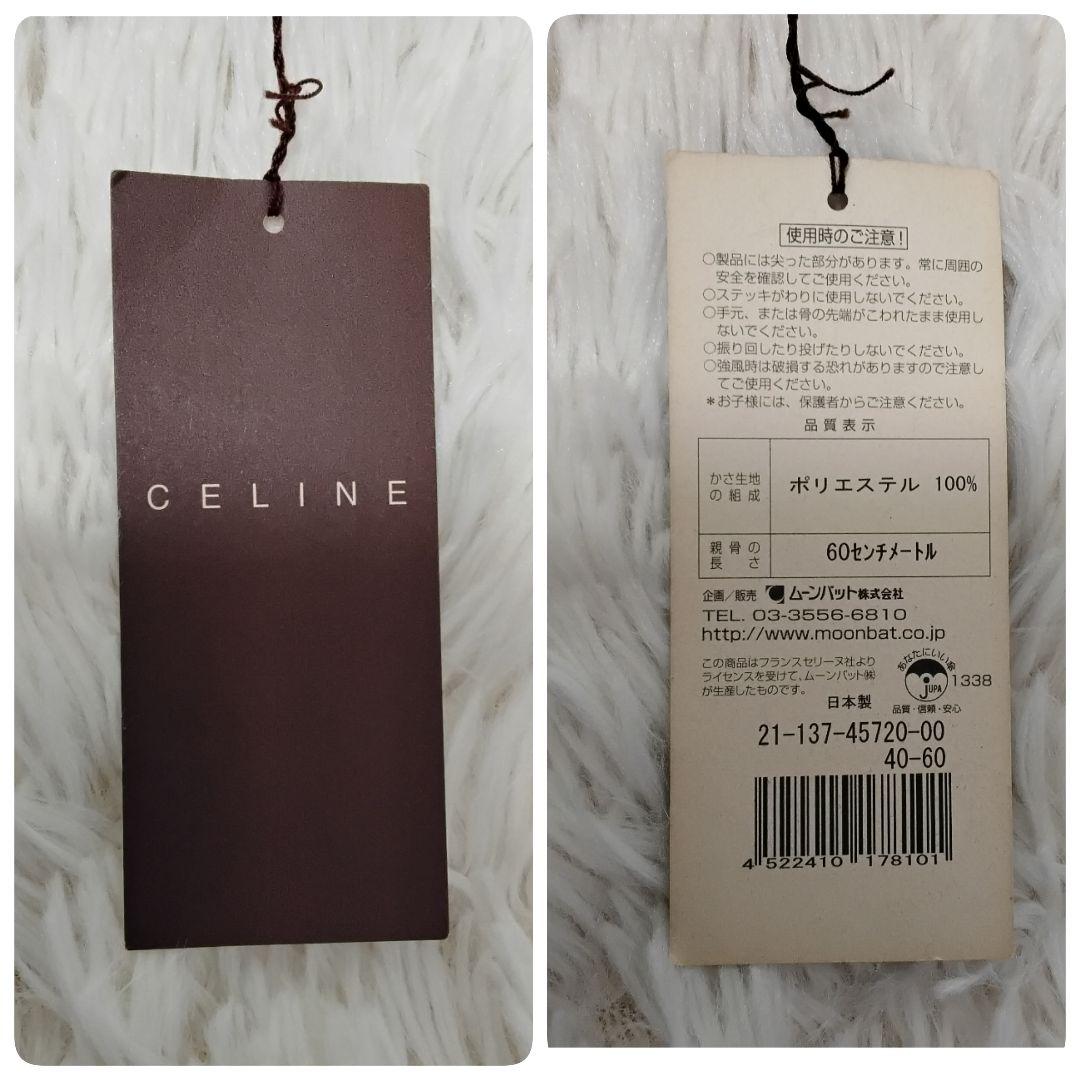 CELINE
使用時のご注意!
○製品には尖った部分があります。常に周囲の
安全を確認してご使用ください。
○ステッキがわりに使用しないでください。
○手元、または骨の先端がこわれたまま使用し
ないでください。
○振り回したり投げたりしないでください。
○強風時は破損する恐れがありますので注意し
てご使用ください。
*お子様には、保護者からご注意ください。
品質表示
かさ生地
の組成
ポリエステル 100%
親骨の
長さ
60センチメートル
企画/販売 ムーンバット株式会社
TEL. 03-3556-6810
http://www.moonbat.co.jp
この商品はフランスセリーヌ社より
ライセンスを受けて、ムーンバット㈱
が生産したものです。
日本製
あなたにいい傘
JUPA
1338
品質・信頼・安心
21-137-45720-00
40-60
4 522410 178101